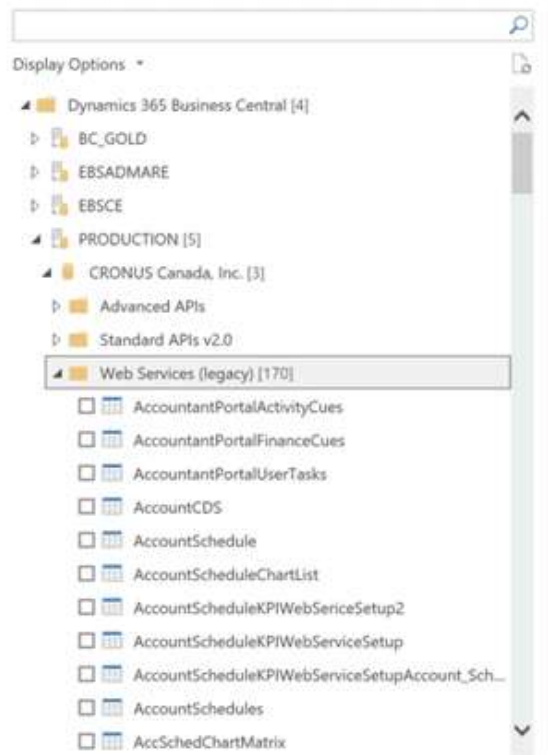 Display Options
Dynamics 365 Business Central [4]
BC_GOLD
EBSADMARE
EBSCE
PRODUCTION [5]
CRONUS Canada, Inc. [3]
Advanced APIs
Standard APIs v2.0
Web Services (legacy) [170]
AccountantPortalActivityCues
AccountantPortalFinanceCues
AccountantPortalUserTasks
AccountCDS
AccountSchedule
AccountScheduleChartList
AccountScheduleKPIWebSericeSetup2
AccountScheduleKPIWebServiceSetup
AccountScheduleKPIWebServiceSetupAccount_Sch...
AccountSchedules
AccSchedChartMatrix